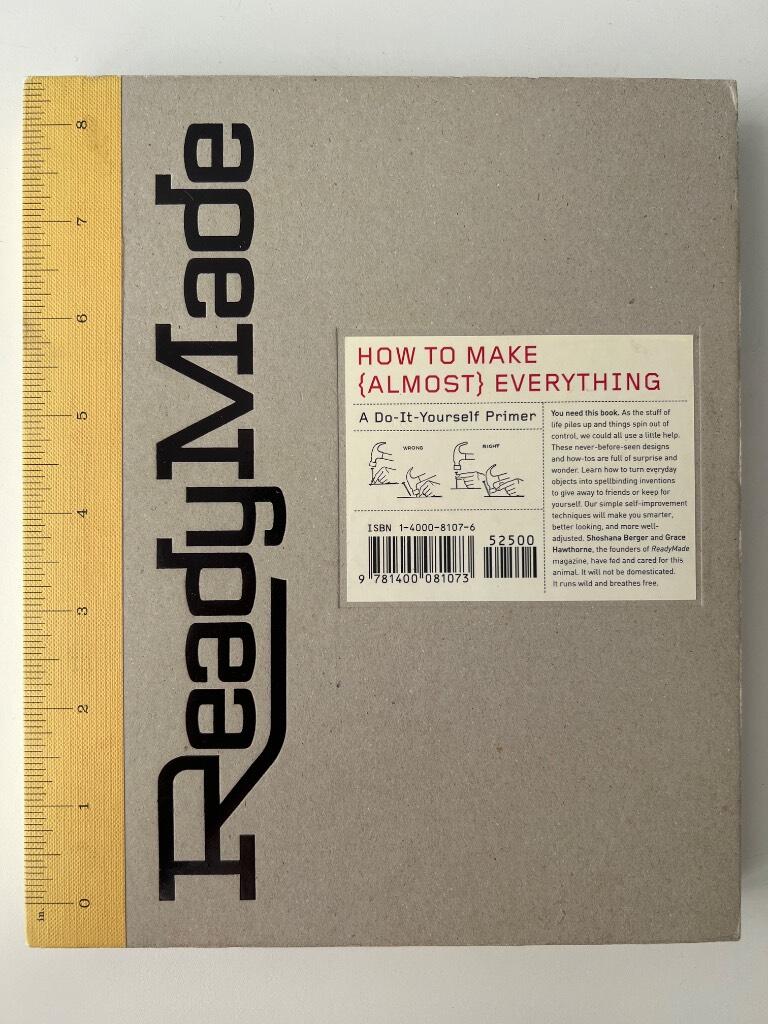 in.
0
1
2
3
4
5
6
7
8
ReadyMade
HOW TO MAKE
{ALMOST} EVERYTHING
A Do-It-Yourself Primer
WRONG
RIGHT
ISBN 1-4000-8107-6
52500
9 781400 081073
You need this book. As the stuff of
life piles up and things spin out of
control, we could all use a little help.
These never-before-seen designs
and how-tos are full of surprise and
wonder. Learn how to turn everyday
objects into spellbinding inventions
to give away to friends or keep for
yourself. Our simple self-improvement
techniques will make you smarter,
better looking, and more well-
adjusted. Shoshana Berger and Grace
Hawthorne, the founders of ReadyMade
magazine, have fed and cared for this
animal. It will not be domesticated.
It runs wild and breathes free.